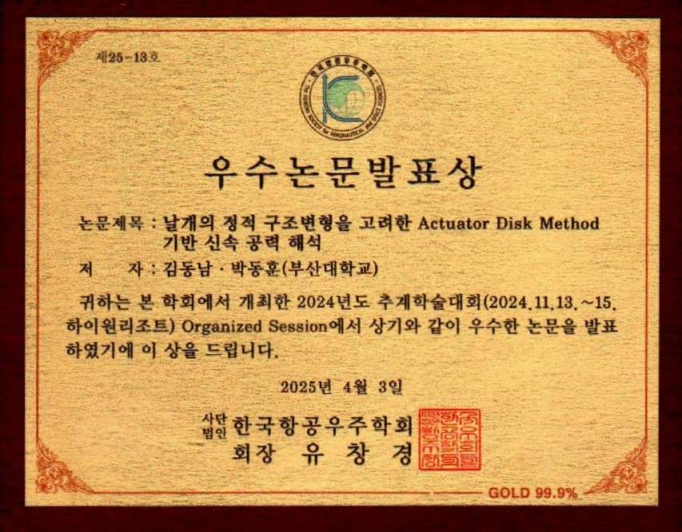 제25-13호
우수논문발표상
논문제목 : 날개의 정적 구조변형을 고려한 Actuator Disk Method
기반 신속 공력 해석
저 자 : 김동남 · 박동훈(부산대학교)
귀하는 본 학회에서 개최한 2024년도 추계학술대회(2024.11.13.~15.
하이원리조트) Organized Session에서 상기와 같이 우수한 논문을 발표
하였기에 이 상을 드립니다.
2025년 4월 3일
사단
법인 한국항공우주학회
회장 유창경
GOLD 99.9%